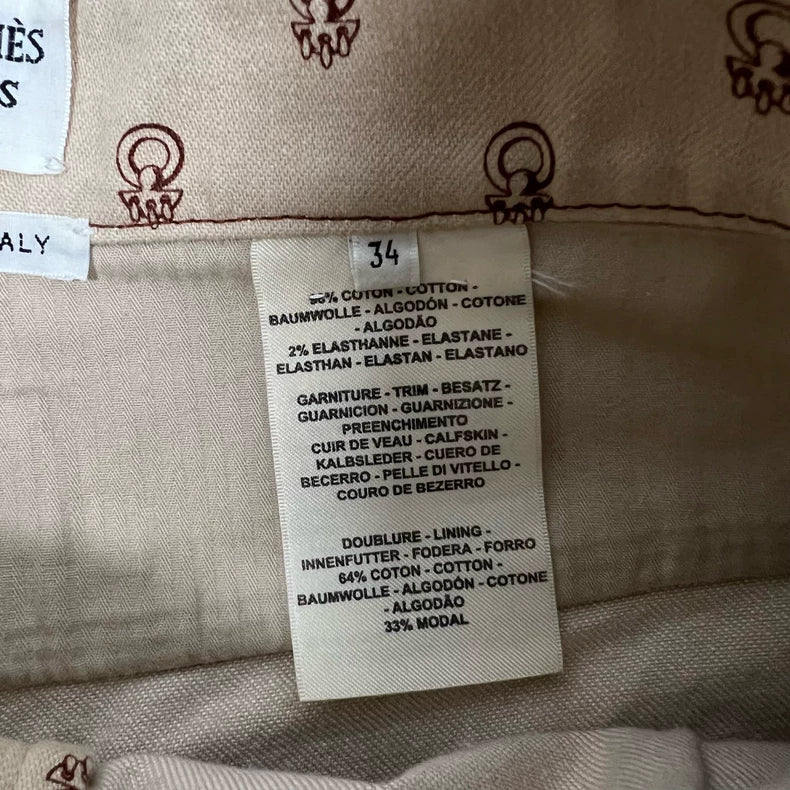 ÈS
S
ALY
34
% COTON - COTTON -
BAUMWOLLE - ALGODÓN - COTONE
- ALGODÃO
2% ELASTHANNE - ELASTANE -
ELASTHAN - ELASTAN - ELASTANO
GARNITURE - TRIM - BESATZ -
GUARNICION - GUARNIZIONE -
PREENCHIMENTO
CUIR DE VEAU - CALFSKIN -
KALBSLEDER - CUERO DE
BECERRO - PELLE DI VITELLO -
COURO DE BEZERRO
DOUBLURE - LINING -
INNENFUTTER - FODERA - FORRO
64% COTON - COTTON -
BAUMWOLLE - ALGODÓN - COTONE
- ALGODÃO
33% MODAL